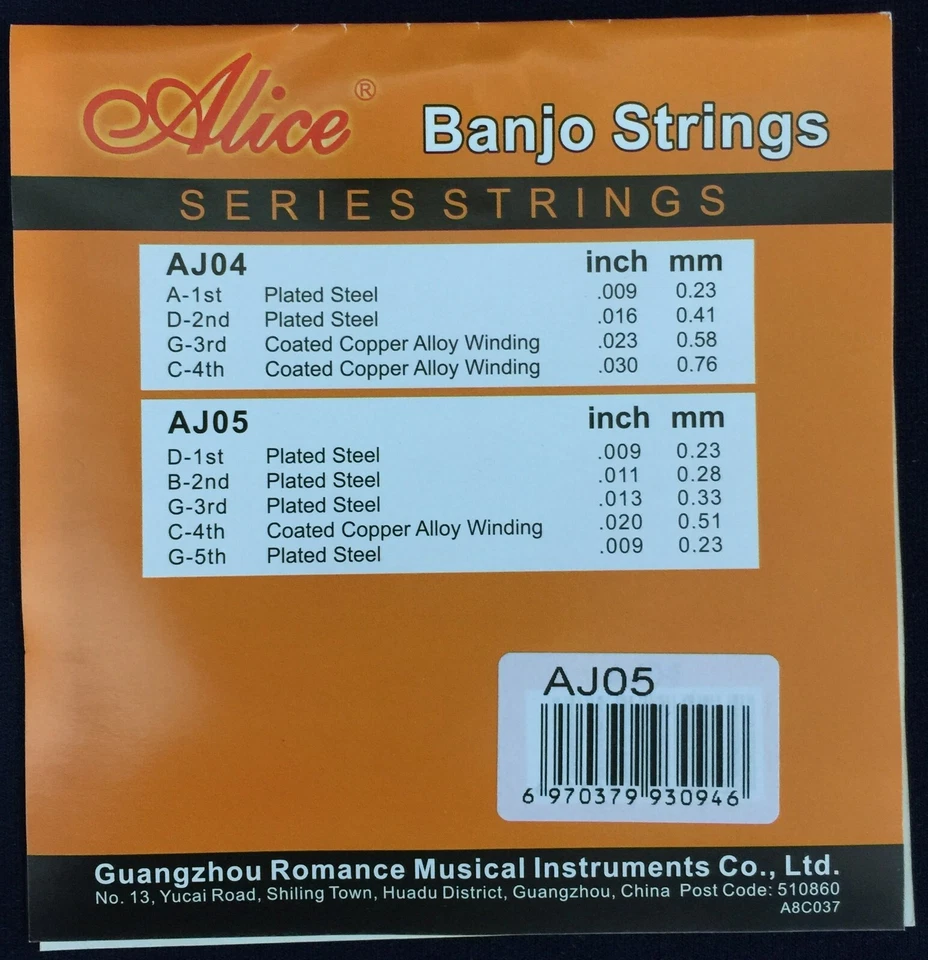 Alice®
Banjo Strings
SERIES STRINGS
AJ04 inch mm
A-1st Plated Steel .009 0.23
D-2nd Plated Steel .016 0.41
G-3rd Coated Copper Alloy Winding .023 0.58
C-4th Coated Copper Alloy Winding .030 0.76
AJ05 inch mm
D-1st Plated Steel .009 0.23
B-2nd Plated Steel .011 0.28
G-3rd Plated Steel .013 0.33
C-4th Coated Copper Alloy Winding .020 0.51
G-5th Plated Steel .009 0.23
AJ05
6 970379 930946
Guangzhou Romance Musical Instruments Co., Ltd.
No. 13, Yucai Road, Shiling Town, Huadu District, Guangzhou, China Post Code: 510860
A8C037